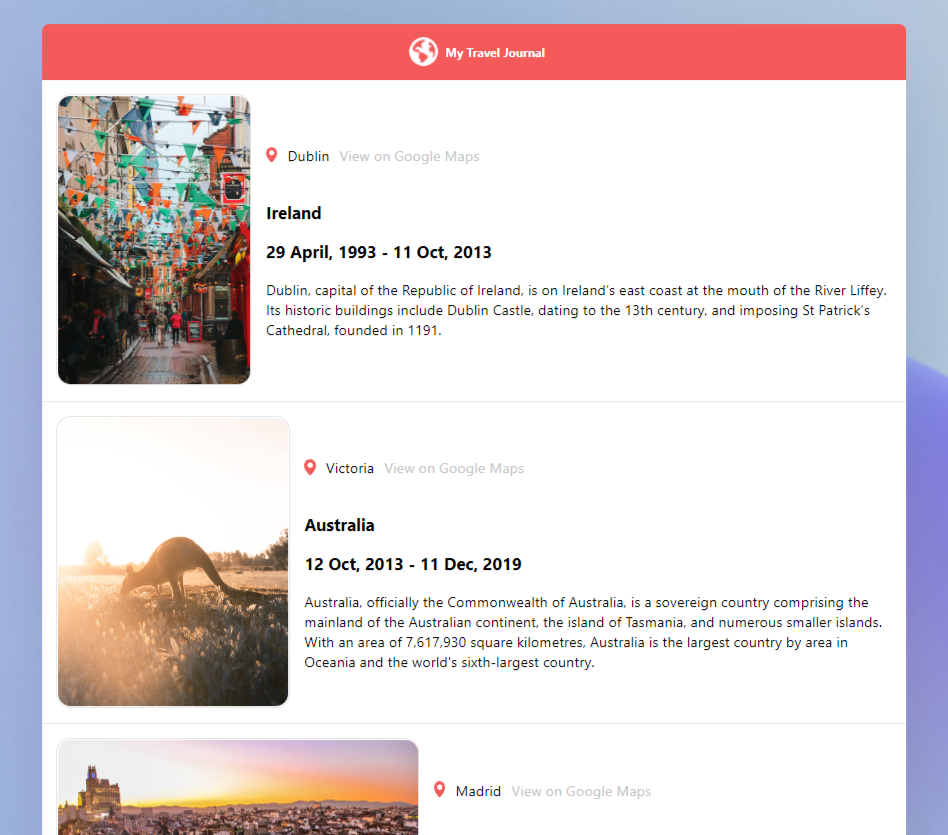 My Travel Journal
Dublin View on Google Maps
Ireland
29 April, 1993 - 11 Oct, 2013
Dublin, capital of the Republic of Ireland, is on Ireland’s east coast at the mouth of the River Liffey.
Its historic buildings include Dublin Castle, dating to the 13th century, and imposing St Patrick’s
Cathedral, founded in 1191.
Victoria View on Google Maps
Australia
12 Oct, 2013 - 11 Dec, 2019
Australia, officially the Commonwealth of Australia, is a sovereign country comprising the
mainland of the Australian continent, the island of Tasmania, and numerous smaller islands.
With an area of 7,617,930 square kilometres, Australia is the largest country by area in
Oceania and the world's sixth-largest country.
Madrid View on Google Maps